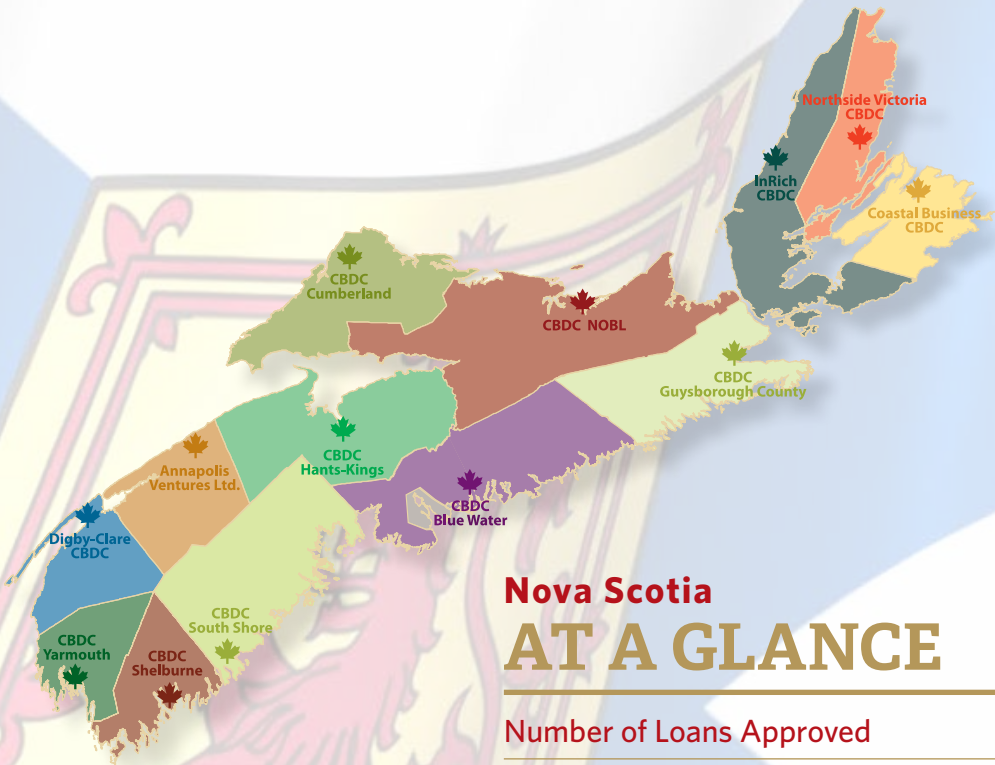 Northside Victoria
CBDC
InRich
CBDC
Coastal Business
CBDC
CBDC
Cumberland
CBDC NOBL
CBDC
Guysborough County
CBDC
Hants-Kings
Annapolis
Ventures Ltd.
CBDC
Blue Water
Digby-Clare
CBDC
CBDC
South Shore
CBDC
Yarmouth
CBDC
Shelburne
Nova Scotia
AT A GLANCE
Number of Loans Approved